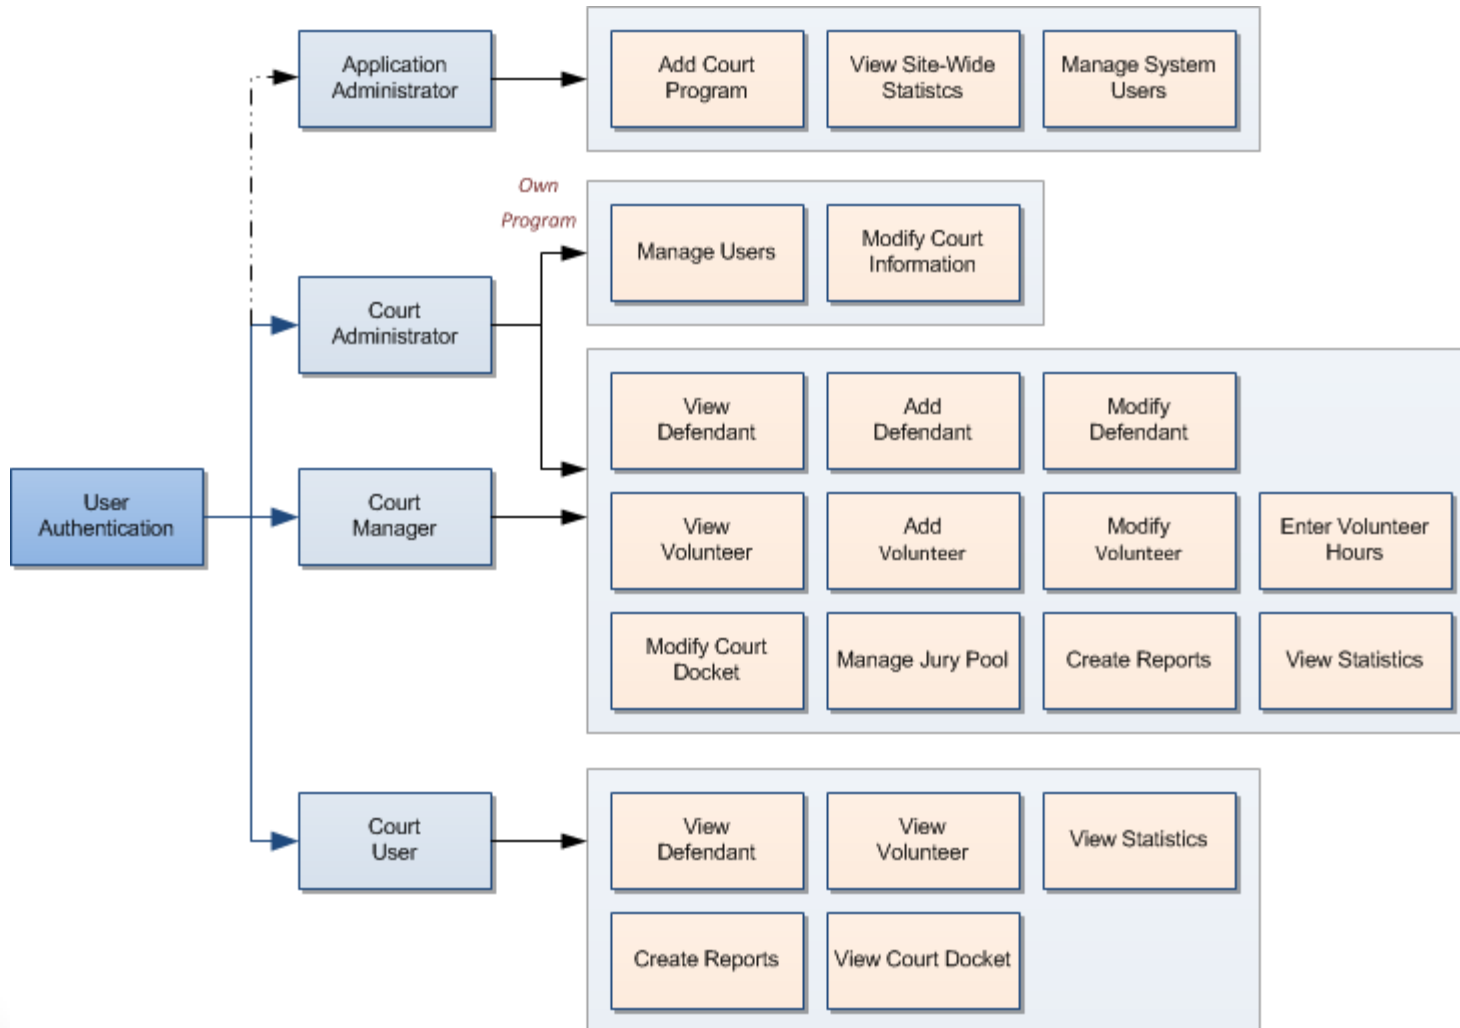 Application
Administrator
Add Court
Program
View Site-Wide
Statistcs
Manage System
Users
Own
Program
Manage Users
Modify Court
Information
Court
Administrator
View
Defendant
Add
Defendant
Modify
Defendant
User
Authentication
Court
Manager
View
Volunteer
Add
Volunteer
Modify
Volunteer
Enter Volunteer
Hours
Modify Court
Docket
Manage Jury Pool
Create Reports
View Statistics
Court
User
View
Defendant
View
Volunteer
View Statistics
Create Reports
View Court Docket